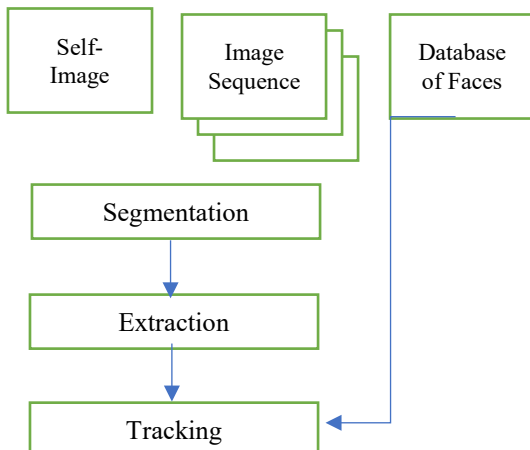 Self-
Image
Image
Sequence
Database
of Faces
Segmentation
Extraction
Tracking